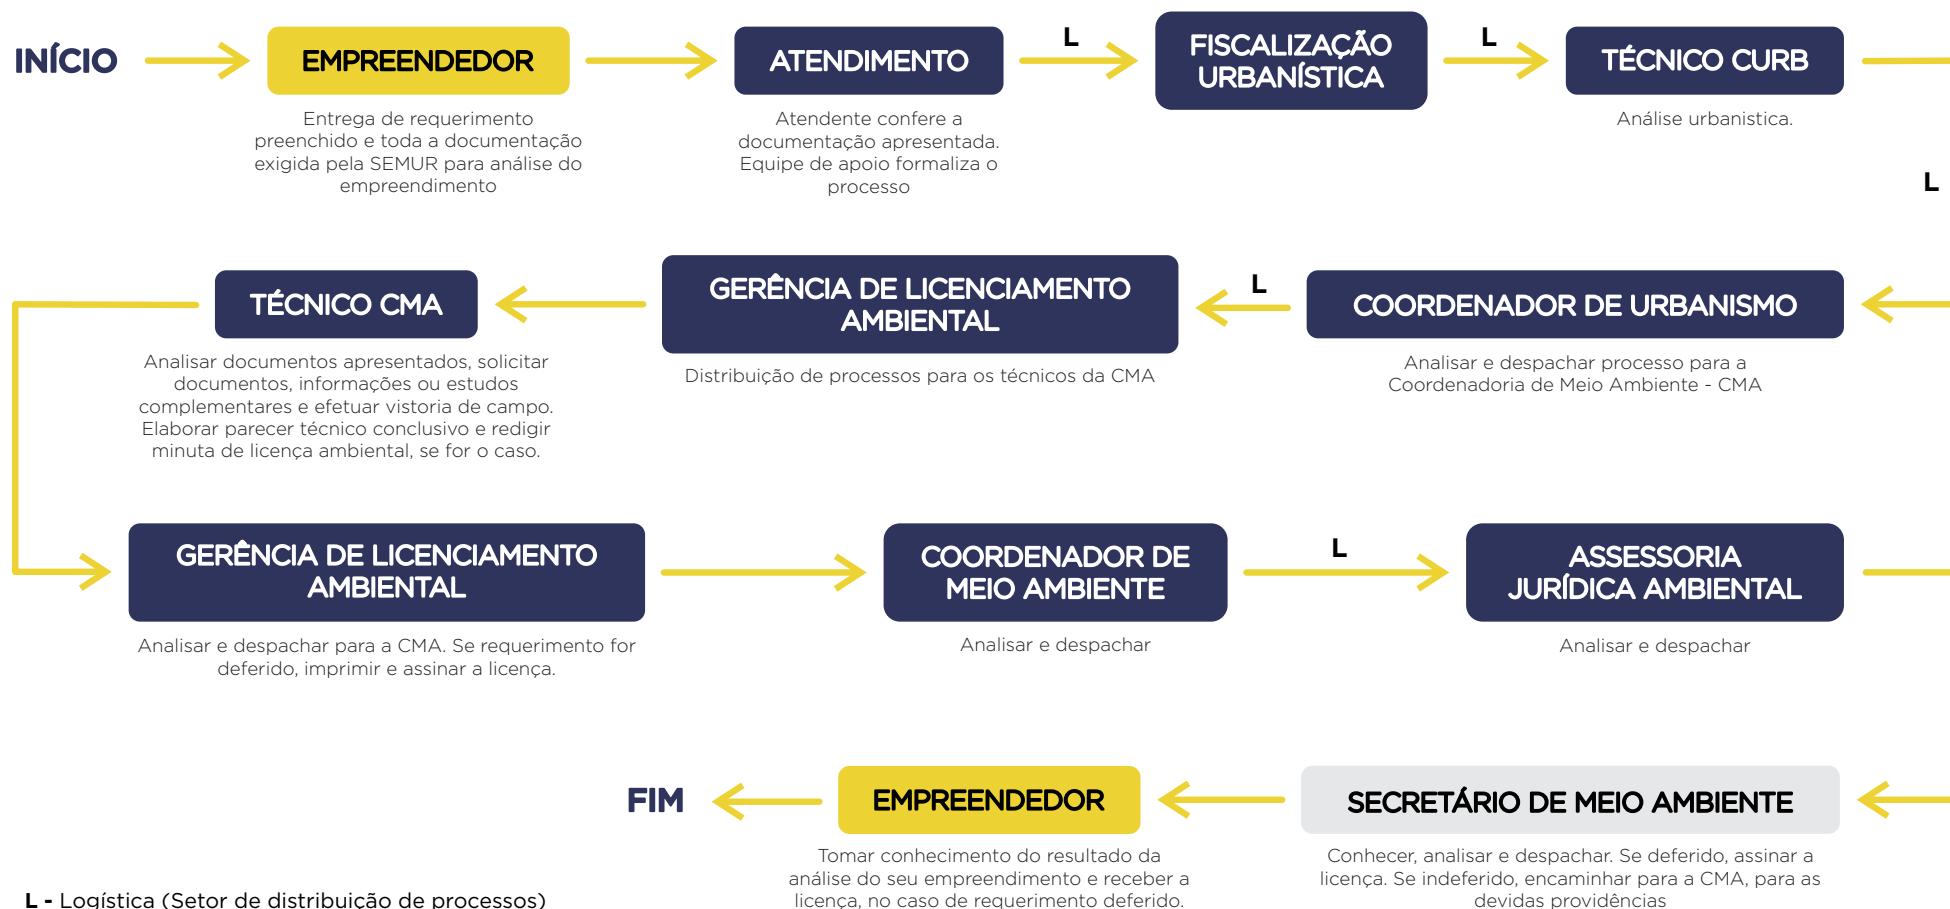 INÍCIO
EMPREENDEDOR
Entrega de requerimento
preenchido e toda a documentação
exigida pela SEMUR para análise do
empreendimento
ATENDIMENTO
Atendente confere a
documentação apresentada.
Equipe de apoio formaliza o
processo
L
FISCALIZAÇÃO
URBANÍSTICA
L
TÉCNICO CURB
Análise urbanistica.
L
COORDENADOR DE URBANISMO
Analisar e despachar processo para a
Coordenadoria de Meio Ambiente - CMA
L
GERÊNCIA DE LICENCIAMENTO
AMBIENTAL
Distribuição de processos para os técnicos da CMA
TÉCNICO CMA
Analisar documentos apresentados, solicitar
documentos, informações ou estudos
complementares e efetuar vistoria de campo.
Elaborar parecer técnico conclusivo e redigir
minuta de licença ambiental, se for o caso.
GERÊNCIA DE LICENCIAMENTO
AMBIENTAL
Analisar e despachar para a CMA. Se requerimento for
deferido, imprimir e assinar a licença.
COORDENADOR DE
MEIO AMBIENTE
Analisar e despachar
L
ASSESSORIA
JURÍDICA AMBIENTAL
Analisar e despachar
SECRETÁRIO DE MEIO AMBIENTE
Conhecer, analisar e despachar. Se deferido, assinar a
licença. Se indeferido, encaminhar para a CMA, para as
devidas providências
EMPREENDEDOR
Tomar conhecimento do resultado da
análise do seu empreendimento e receber a
licença, no caso de requerimento deferido.
FIM
L - Logística (Setor de distribuição de processos)